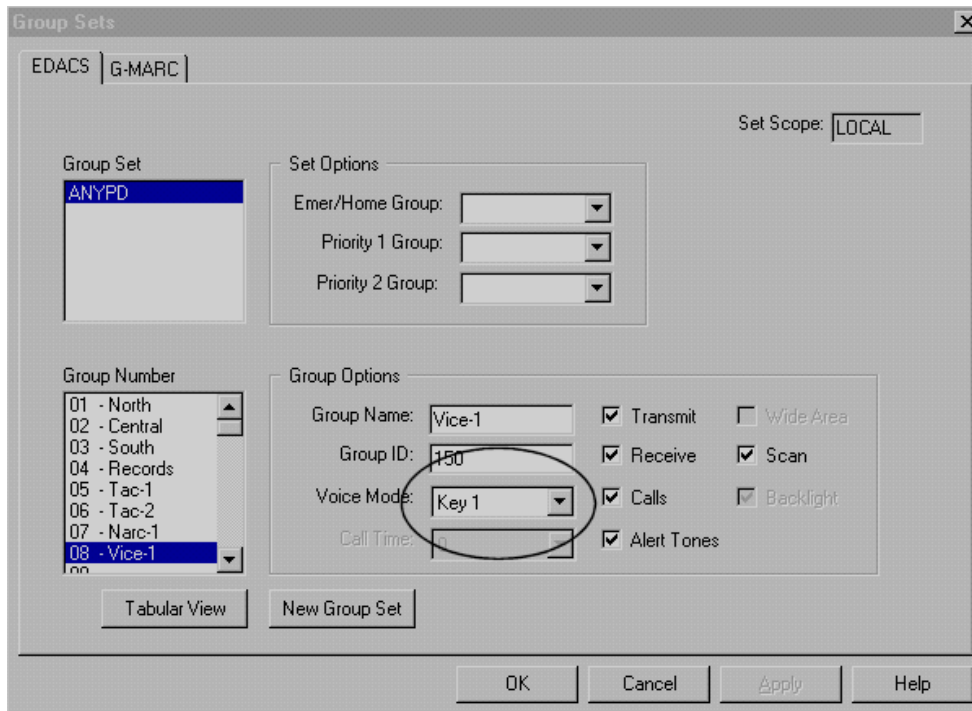 Group Sets
EDACS
G-MARC
Set Scope: LOCAL
Group Set
ANYPD
Set Options
Emer/Home Group:
Priority 1 Group:
Priority 2 Group:
Group Number
01 - North
02 - Central
03 - South
04 - Records
05 - Tac-1
06 - Tac-2
07 - Narc-1
08 - Vice-1
Group Options
Group Name: Vice-1
Group ID: 150
Voice Mode: Key 1
Call Time: 0
Transmit
Receive
Calls
Alert Tones
Wide Area
Scan
Backlight
Tabular View
New Group Set
OK
Cancel
Apply
Help